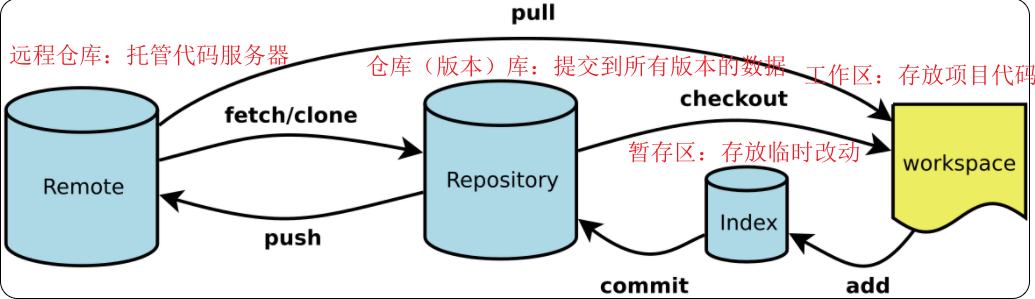 pull
远程仓库：托管代码服务器
仓库（版本）库：提交到所有版本的数据
工作区：存放项目代码
fetch/clone
checkout
暂存区：存放临时改动
Remote
Repository
workspace
Index
push
commit
add